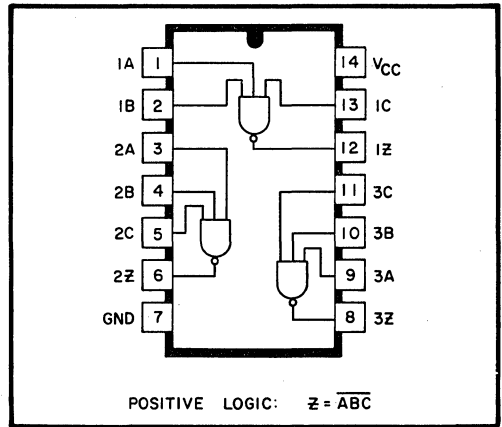 1A 1 14 VCC
1B 2 13 1C
2A 3 12 1Z
2B 4 11 3C
2C 5 10 3B
2Z 6 9 3A
GND 7 8 3Z
POSITIVE LOGIC: Z = A̅B̅C̅